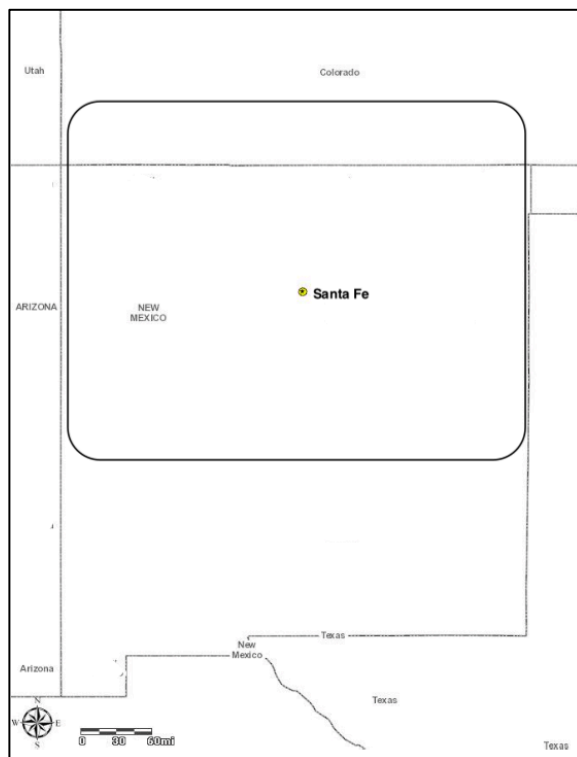 Utah
Colorado
Santa Fe
ARIZONA
NEW
MEXICO
Texas
New
Mexico
Arizona
Texas
N
W E
S
0 30 60mi
Texas